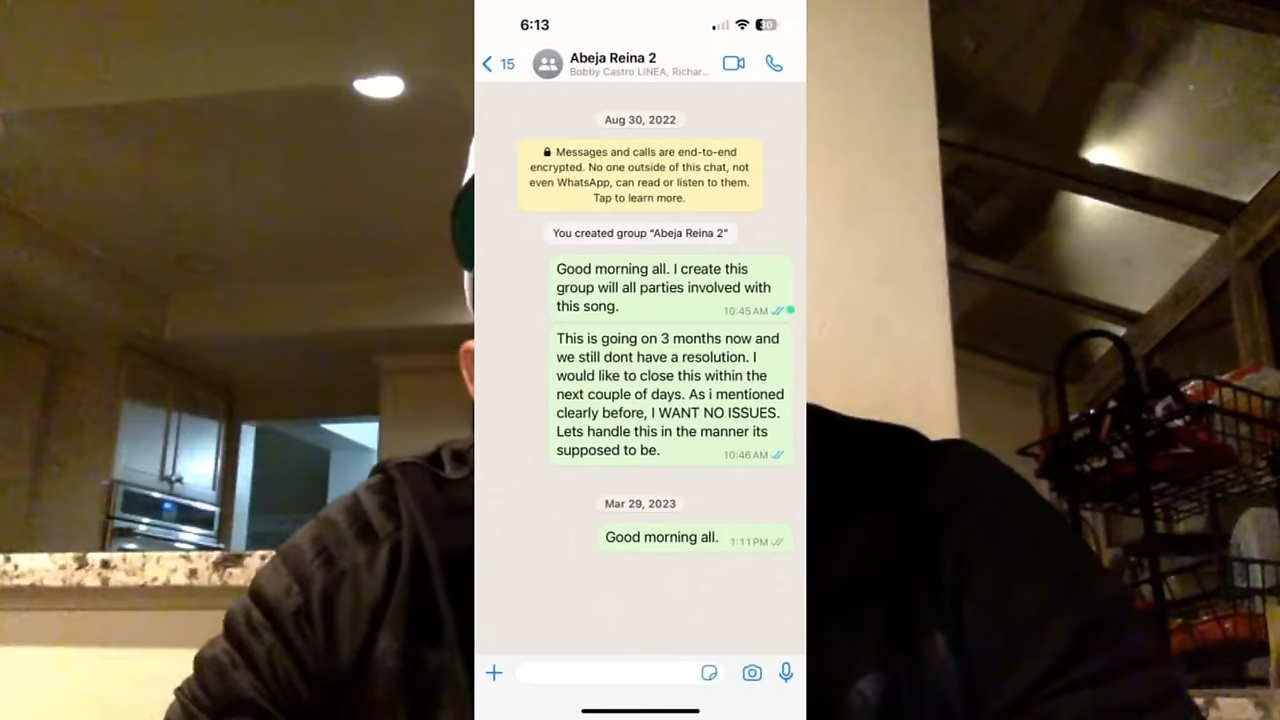 6:13
30
15
Abeja Reina 2
Bobby Castro LINEA, Richar...
Aug 30, 2022
Messages and calls are end-to-end
encrypted. No one outside of this chat, not
even WhatsApp, can read or listen to them.
Tap to learn more.
You created group "Abeja Reina 2"
Good morning all. I create this
group will all parties involved with
this song.
10:45 AM
This is going on 3 months now and
we still dont have a resolution. I
would like to close this within the
next couple of days. As i mentioned
clearly before, I WANT NO ISSUES.
Lets handle this in the manner its
supposed to be.
10:46 AM
Mar 29, 2023
Good morning all.
1:11 PM